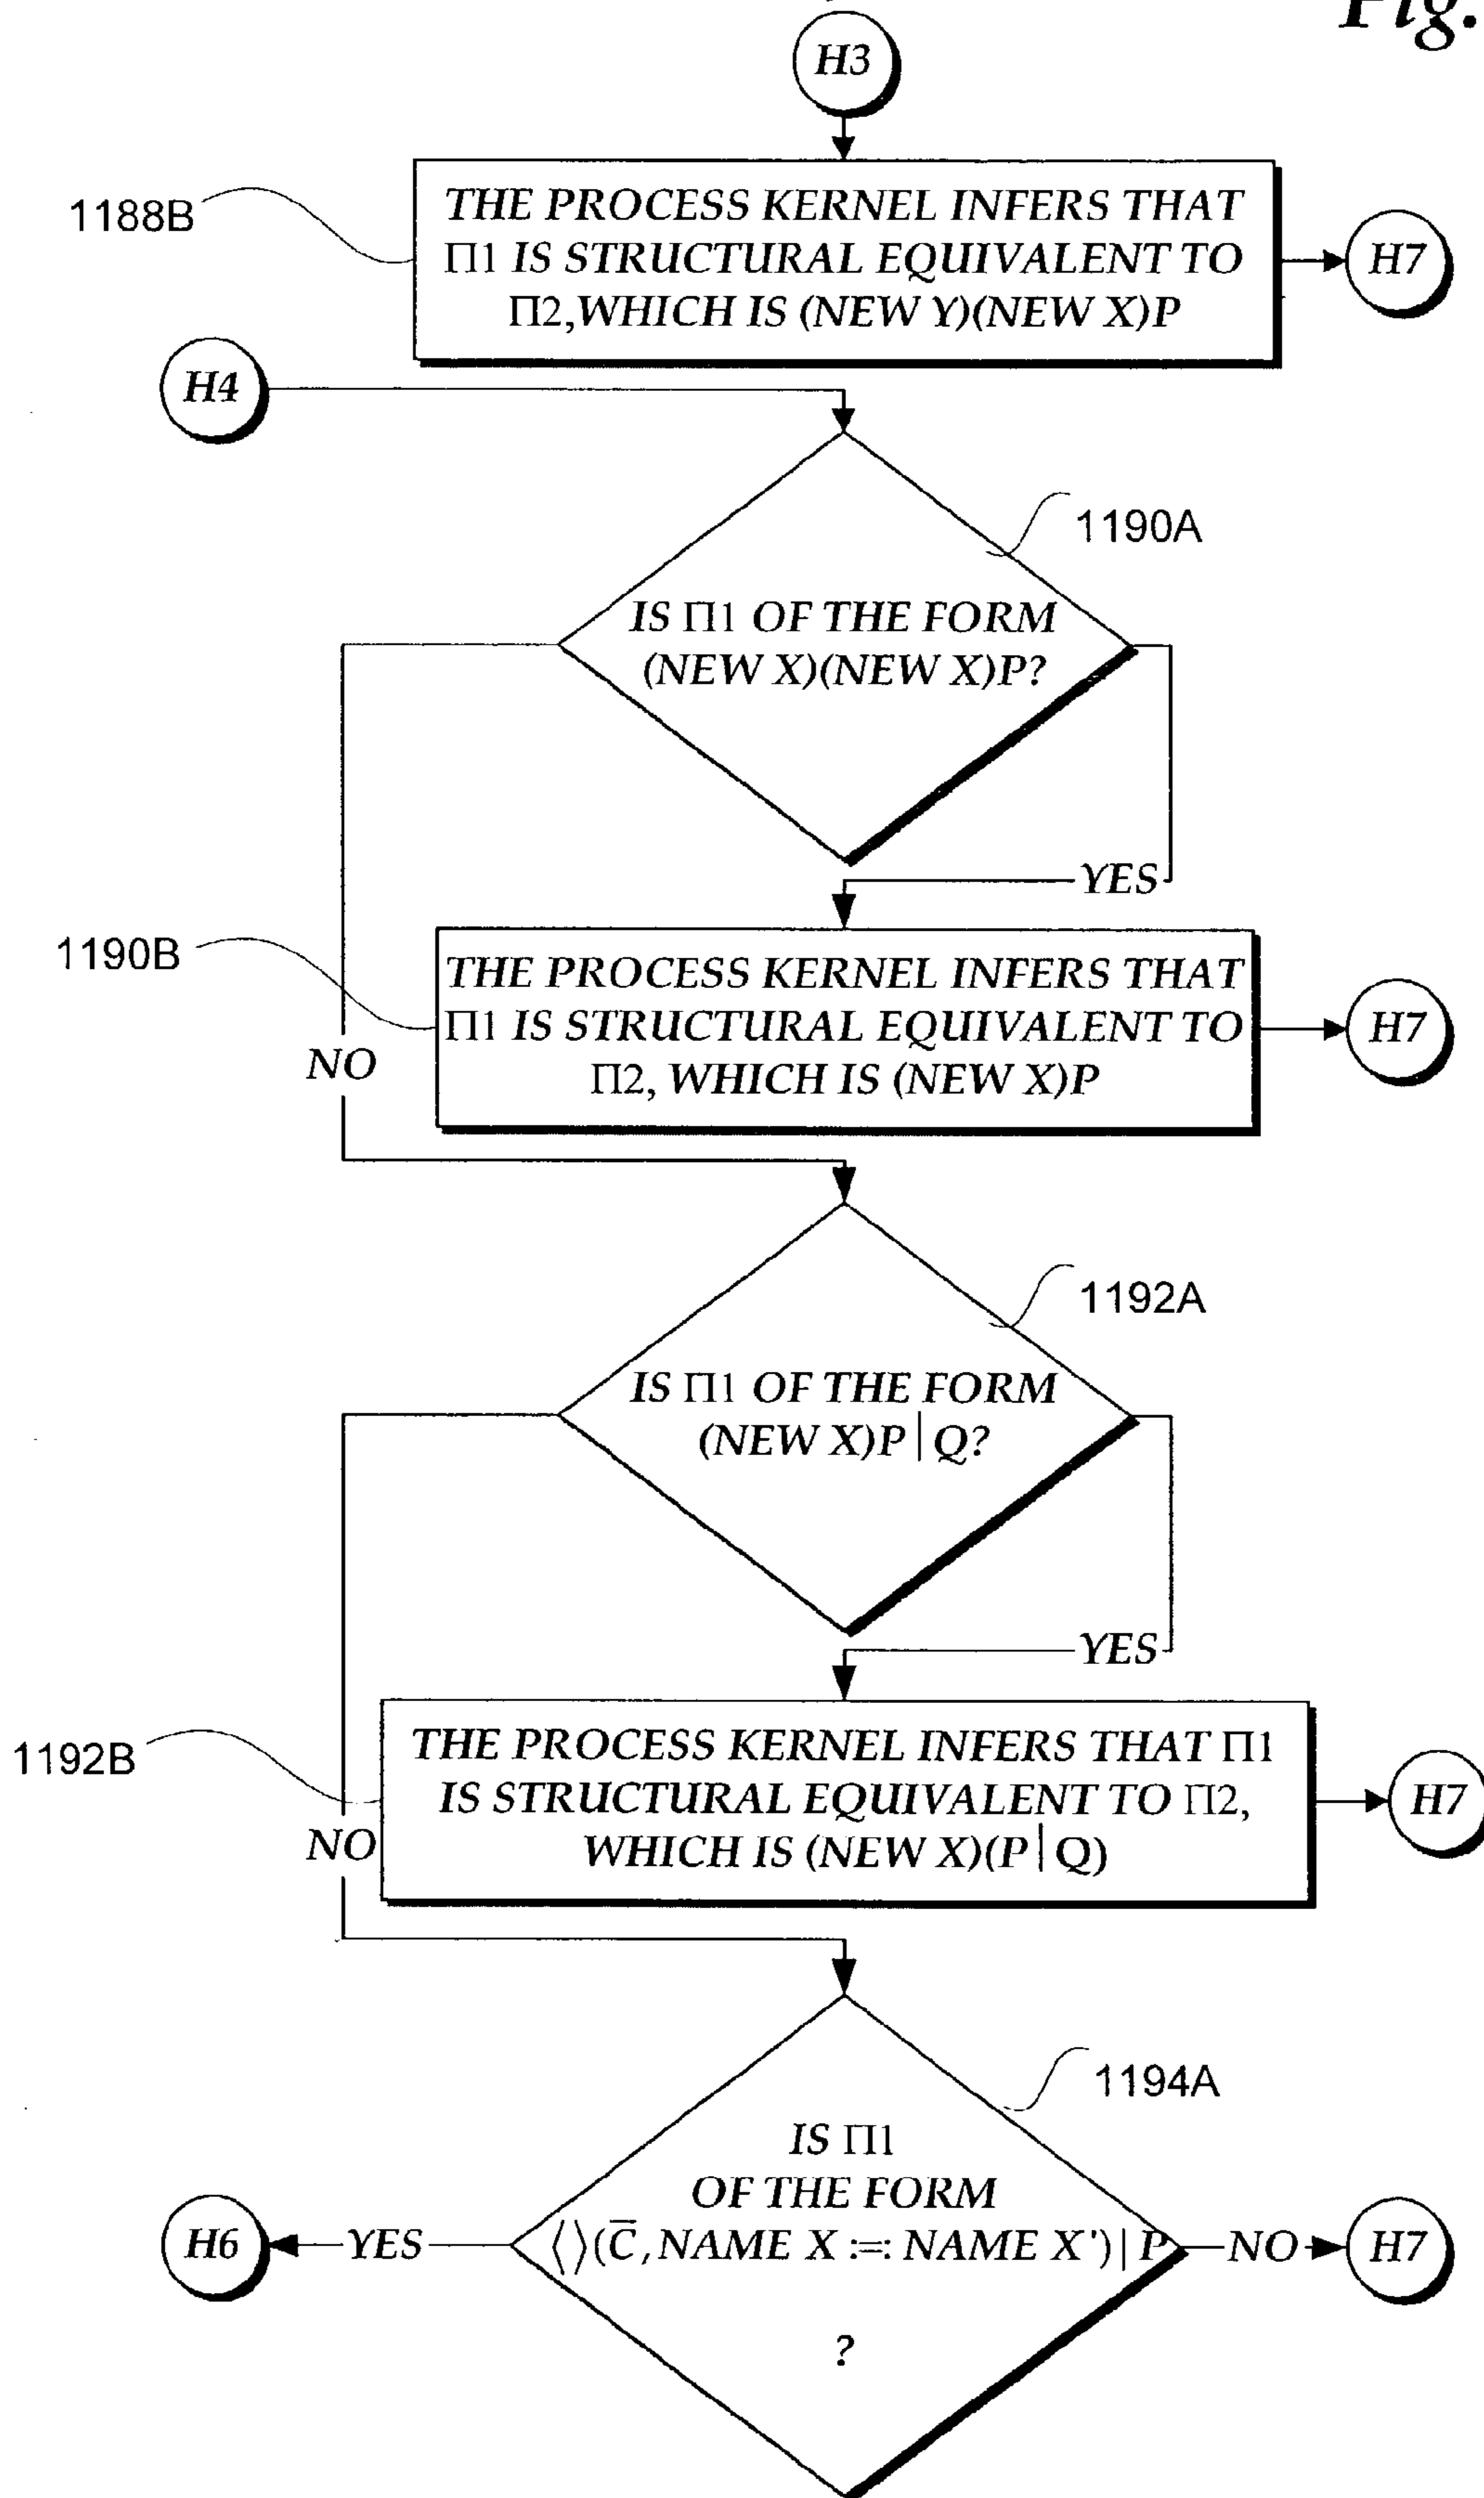 Fig.
H3
1188B
THE PROCESS KERNEL INFERS THAT
Π1 IS STRUCTURAL EQUIVALENT TO
Π2,WHICH IS (NEW Y)(NEW X)P
H7
H4
1190A
IS Π1 OF THE FORM
(NEW X)(NEW X)P?
YES
1190B
THE PROCESS KERNEL INFERS THAT
Π1 IS STRUCTURAL EQUIVALENT TO
Π2, WHICH IS (NEW X)P
H7
NO
1192A
IS Π1 OF THE FORM
(NEW X)P|Q?
YES
1192B
THE PROCESS KERNEL INFERS THAT Π1
IS STRUCTURAL EQUIVALENT TO Π2,
WHICH IS (NEW X)(P|Q)
H7
NO
1194A
IS Π1
OF THE FORM
⟨⟩(C̅,NAME X :=: NAME X')|P
?
H6
YES
NO
H7